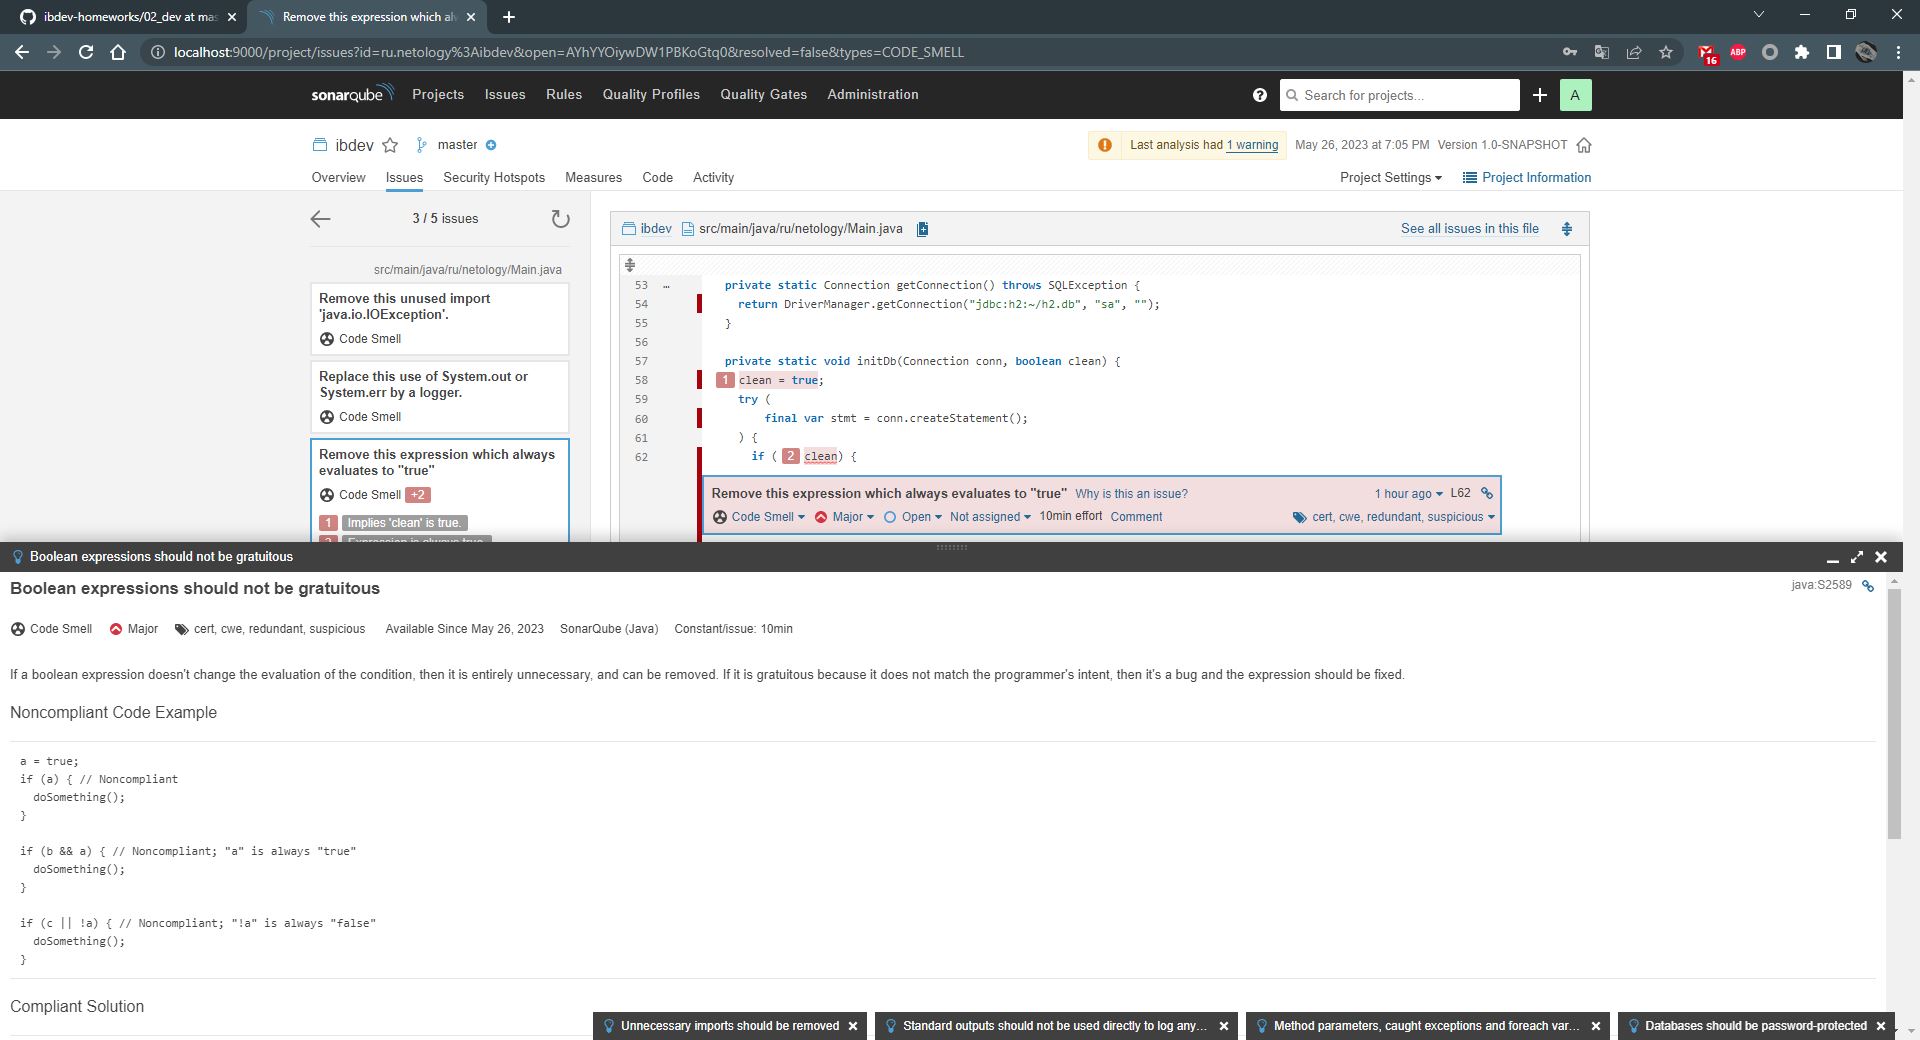 ibdev-homeworks/02_dev at mas
Remove this expression which alv
localhost:9000/project/issues?id=ru.netology%3Aibdev&open=AYhYYOiywDW1PBKoGtq0&resolved=false&types=CODE_SMELL
16
ABP
sonarqube Projects Issues Rules Quality Profiles Quality Gates Administration
? Search for projects... A
ibdev master
Last analysis had 1 warning May 26, 2023 at 7:05 PM Version 1.0-SNAPSHOT
Overview Issues Security Hotspots Measures Code Activity
Project Settings Project Information
3 / 5 issues
src/main/java/ru/netology/Main.java
Remove this unused import
'java.io.IOException'.
Code Smell
Replace this use of System.out or
System.err by a logger.
Code Smell
Remove this expression which always
evaluates to "true"
Code Smell +2
1 Implies 'clean' is true.
2 Expression is always true.
ibdev src/main/java/ru/netology/Main.java
See all issues in this file
53 … private static Connection getConnection() throws SQLException {
54 return DriverManager.getConnection("jdbc:h2:~/h2.db", "sa", "");
55 }
56
57 private static void initDb(Connection conn, boolean clean) {
58 1 clean = true;
59 try (
60 final var stmt = conn.createStatement();
61 ) {
62 if ( 2 clean) {
Remove this expression which always evaluates to "true" Why is this an issue? 1 hour ago L62
Code Smell Major Open Not assigned 10min effort Comment cert, cwe, redundant, suspicious
Boolean expressions should not be gratuitous
Boolean expressions should not be gratuitous
java:S2589
Code Smell Major cert, cwe, redundant, suspicious Available Since May 26, 2023 SonarQube (Java) Constant/issue: 10min
If a boolean expression doesn't change the evaluation of the condition, then it is entirely unnecessary, and can be removed. If it is gratuitous because it does not match the programmer's intent, then it's a bug and the expression should be fixed.
Noncompliant Code Example
a = true;
if (a) { // Noncompliant
doSomething();
}
if (b && a) { // Noncompliant; "a" is always "true"
doSomething();
}
if (c || !a) { // Noncompliant; "!a" is always "false"
doSomething();
}
Compliant Solution
Unnecessary imports should be removed
Standard outputs should not be used directly to log any...
Method parameters, caught exceptions and foreach var...
Databases should be password-protected